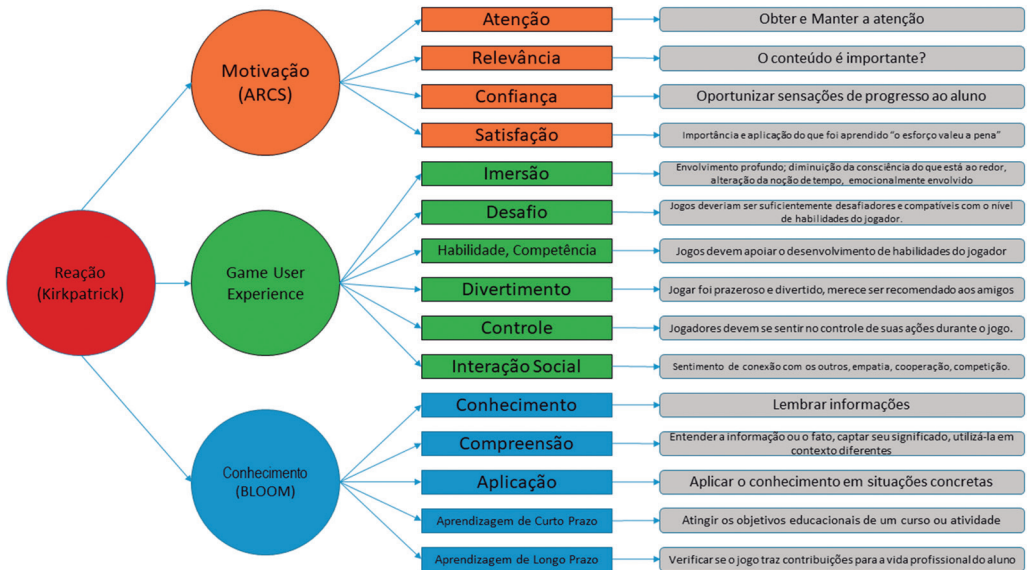 Reação
(Kirkpatrick)
Motivação
(ARCS)
Atenção
Obter e Manter a atenção
Relevância
O conteúdo é importante?
Confiança
Oportunizar sensações de progresso ao aluno
Satisfação
Importância e aplicação do que foi aprendido “o esforço valeu a pena”
Game User
Experience
Imersão
Envolvimento profundo; diminuição da consciência do que está ao redor,
alteração da noção de tempo, emocionalmente envolvido
Desafio
Jogos deveriam ser suficientemente desafiadores e compatíveis com o nível
de habilidades do jogador.
Habilidade, Competência
Jogos devem apoiar o desenvolvimento de habilidades do jogador
Divertimento
Jogar foi prazeroso e divertido, merece ser recomendado aos amigos
Controle
Jogadores devem se sentir no controle de suas ações durante o jogo.
Interação Social
Sentimento de conexão com os outros, empatia, cooperação, competição.
Conhecimento
(BLOOM)
Conhecimento
Lembrar informações
Compreensão
Entender a informação ou o fato, captar seu significado, utilizá-la em
contexto diferentes
Aplicação
Aplicar o conhecimento em situações concretas
Aprendizagem de Curto Prazo
Atingir os objetivos educacionais de um curso ou atividade
Aprendizagem de Longo Prazo
Verificar se o jogo traz contribuições para a vida profissional do aluno